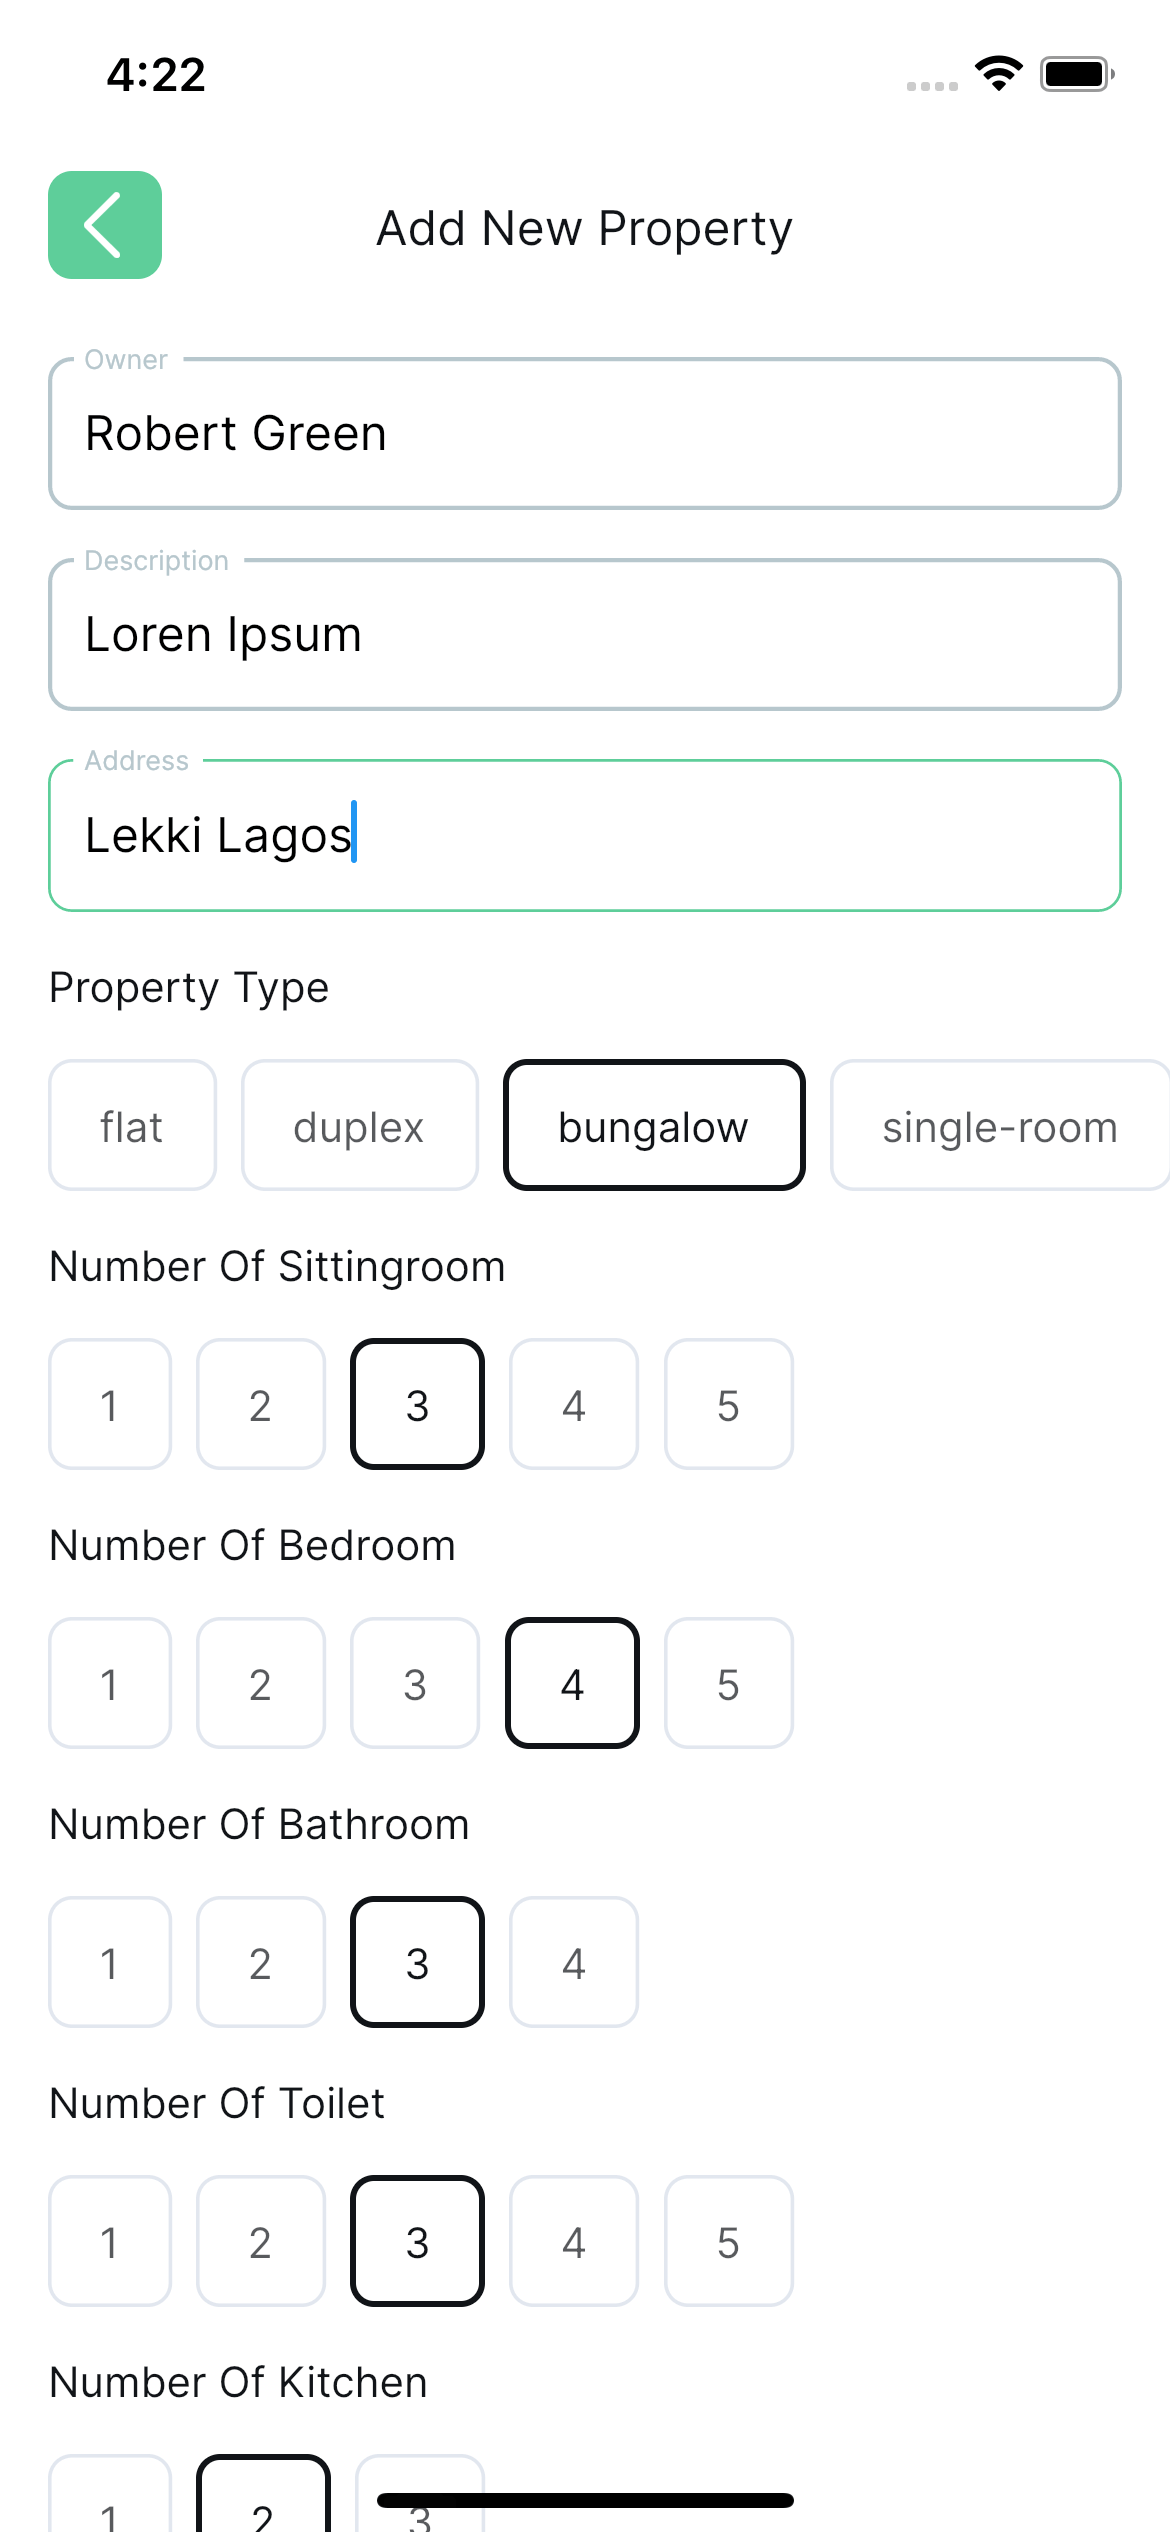 4:22
Add New Property
Owner
Robert Green
Description
Loren Ipsum
Address
Lekki Lagos
Property Type
flat duplex bungalow single-room
Number Of Sittingroom
1 2 3 4 5
Number Of Bedroom
1 2 3 4 5
Number Of Bathroom
1 2 3 4
Number Of Toilet
1 2 3 4 5
Number Of Kitchen
1 2 3